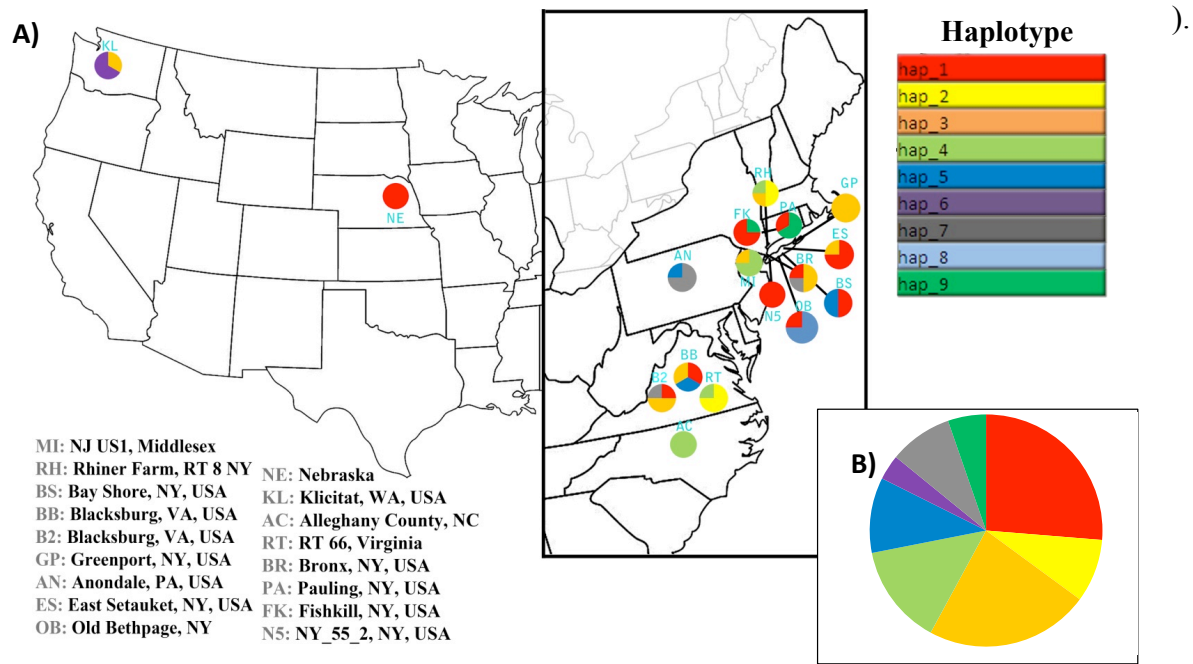 A)
).
Haplotype
hap_1
hap_2
hap_3
hap_4
hap_5
hap_6
hap_7
hap_8
hap_9
KL
NE
RH
GP
FK
PA
ES
AN
MI
BR
BS
N5
OB
BB
B2
RT
AC
B)
MI: NJ US1, Middlesex
RH: Rhiner Farm, RT 8 NY
BS: Bay Shore, NY, USA
BB: Blacksburg, VA, USA
B2: Blacksburg, VA, USA
GP: Greenport, NY, USA
AN: Anondale, PA, USA
ES: East Setauket, NY, USA
OB: Old Bethpage, NY
NE: Nebraska
KL: Klicitat, WA, USA
AC: Alleghany County, NC
RT: RT 66, Virginia
BR: Bronx, NY, USA
PA: Pauling, NY, USA
FK: Fishkill, NY, USA
N5: NY_55_2, NY, USA